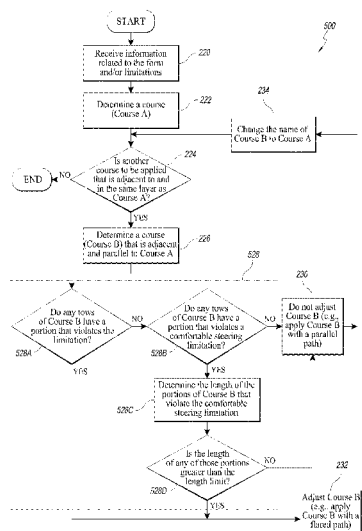 START
500
220
Receive information
related to the form
and/or limitations
222
Determine a course
(Course A)
234
Change the name of
Course B to Course A
224
Is another
course to be applied
that is adjacent to and
in the same layer as
Course A?
NO
END
YES
226
Determine a course
(Course B) that is adjacent
and parallel to Course A
528
230
Do any tows
of Course B have a
portion that violates the
limitation?
NO
528A
YES
Do any tows
of Course B have a
portion that violates a
comfortable steering
limitation?
NO
528B
YES
Do not adjust
Course B (e.g.,
apply Course B
with a parallel
path)
Determine the length of the
portions of Course B that
violate the comfortable
steering limitation
528C
Is the length
of any of those portions
greater than the
length limit?
NO
528D
YES
232
Adjust Course B
(e.g., apply
Course B with a
flared path)